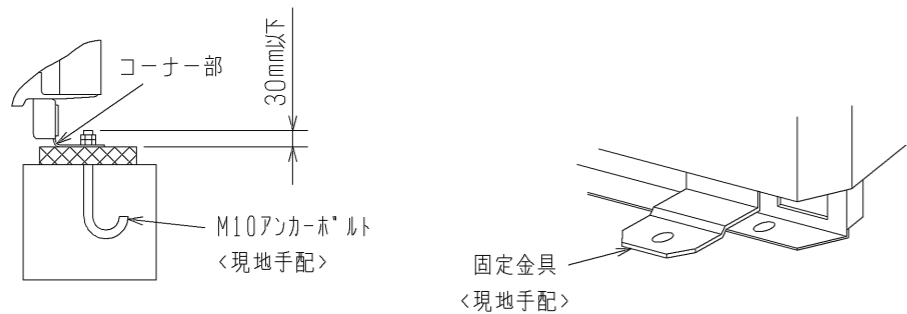 コーナー部
30mm以下
M10アンカーボルト
<現地手配>
固定金具
<現地手配>